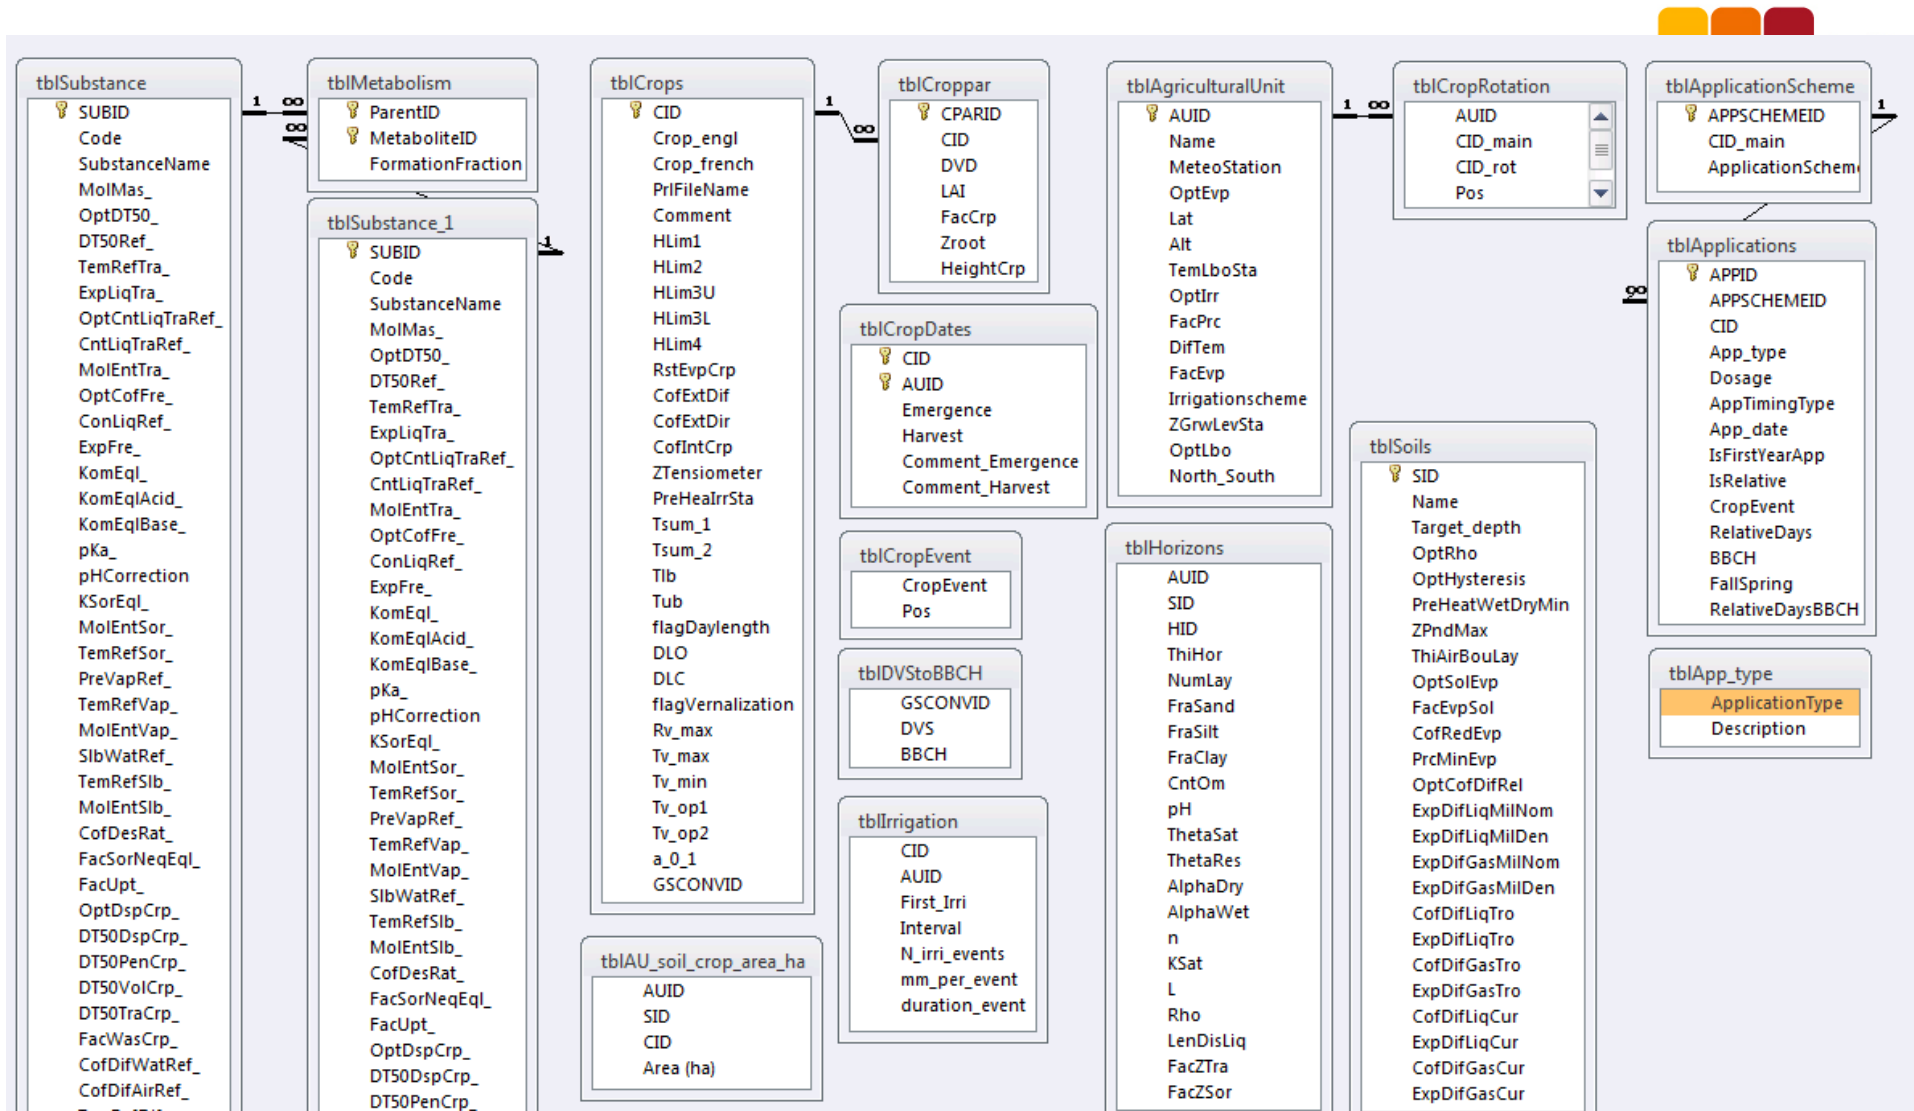 tblSubstance
SUBID
Code
SubstanceName
MolMas_
OptDT50_
DT50Ref_
TemRefTra_
ExpLiqTra_
OptCntLiqTraRef_
CntLiqTraRef_
MolEntTra_
OptCofFre_
ConLiqRef_
ExpFre_
KomEql_
KomEqlAcid_
KomEqlBase_
pKa_
pHCorrection
KSorEql_
MolEntSor_
TemRefSor_
PreVapRef_
TemRefVap_
MolEntVap_
SlbWatRef_
TemRefSlb_
MolEntSlb_
CofDesRat_
FacSorNeqEql_
FacUpt_
OptDspCrp_
DT50DspCrp_
DT50PenCrp_
DT50VolCrp_
DT50TraCrp_
FacWasCrp_
CofDifWatRef_
CofDifAirRef_
1 ∞
∞
tblMetabolism
ParentID
MetaboliteID
FormationFraction
tblSubstance_1
1
SUBID
Code
SubstanceName
MolMas_
OptDT50_
DT50Ref_
TemRefTra_
ExpLiqTra_
OptCntLiqTraRef_
CntLiqTraRef_
MolEntTra_
OptCofFre_
ConLiqRef_
ExpFre_
KomEql_
KomEqlAcid_
KomEqlBase_
pKa_
pHCorrection
KSorEql_
MolEntSor_
TemRefSor_
PreVapRef_
TemRefVap_
MolEntVap_
SlbWatRef_
TemRefSlb_
MolEntSlb_
CofDesRat_
FacSorNeqEql_
FacUpt_
OptDspCrp_
DT50DspCrp_
DT50PenCrp_
tblCrops
CID
Crop_engl
Crop_french
PrlFileName
Comment
HLim1
HLim2
HLim3U
HLim3L
HLim4
RstEvpCrp
CofExtDif
CofExtDir
CofIntCrp
ZTensiometer
PreHeaIrrSta
Tsum_1
Tsum_2
Tlb
Tub
flagDaylength
DLO
DLC
flagVernalization
Rv_max
Tv_max
Tv_min
Tv_op1
Tv_op2
a_0_1
GSCONVID
tblAU_soil_crop_area_ha
AUID
SID
CID
Area (ha)
1
∞
tblCroppar
CPARID
CID
DVD
LAI
FacCrp
Zroot
HeightCrp
tblCropDates
CID
AUID
Emergence
Harvest
Comment_Emergence
Comment_Harvest
tblCropEvent
CropEvent
Pos
tblDVStoBBCH
GSCONVID
DVS
BBCH
tblIrrigation
CID
AUID
First_Irri
Interval
N_irri_events
mm_per_event
duration_event
tblAgriculturalUnit
AUID
Name
MeteoStation
OptEvp
Lat
Alt
TemLboSta
OptIrr
FacPrc
DifTem
FacEvp
Irrigationscheme
ZGrwLevSta
OptLbo
North_South
tblHorizons
AUID
SID
HID
ThiHor
NumLay
FraSand
FraSilt
FraClay
CntOm
pH
ThetaSat
ThetaRes
AlphaDry
AlphaWet
n
KSat
L
Rho
LenDisLiq
FacZTra
FacZSor
1 ∞
tblCropRotation
AUID
CID_main
CID_rot
Pos
tblSoils
SID
Name
Target_depth
OptRho
OptHysteresis
PreHeatWetDryMin
ZPndMax
ThiAirBouLay
OptSolEvp
FacEvpSol
CofRedEvp
PrcMinEvp
OptCofDifRel
ExpDifLiqMilNom
ExpDifLiqMilDen
ExpDifGasMilNom
ExpDifGasMilDen
CofDifLiqTro
ExpDifLiqTro
CofDifGasTro
ExpDifGasTro
CofDifLiqCur
ExpDifLiqCur
CofDifGasCur
ExpDifGasCur
tblApplicationScheme
1
APPSCHEMEID
CID_main
ApplicationScheme
tblApplications
∞
APPID
APPSCHEMEID
CID
App_type
Dosage
AppTimingType
App_date
IsFirstYearApp
IsRelative
CropEvent
RelativeDays
BBCH
FallSpring
RelativeDaysBBCH
tblApp_type
ApplicationType
Description